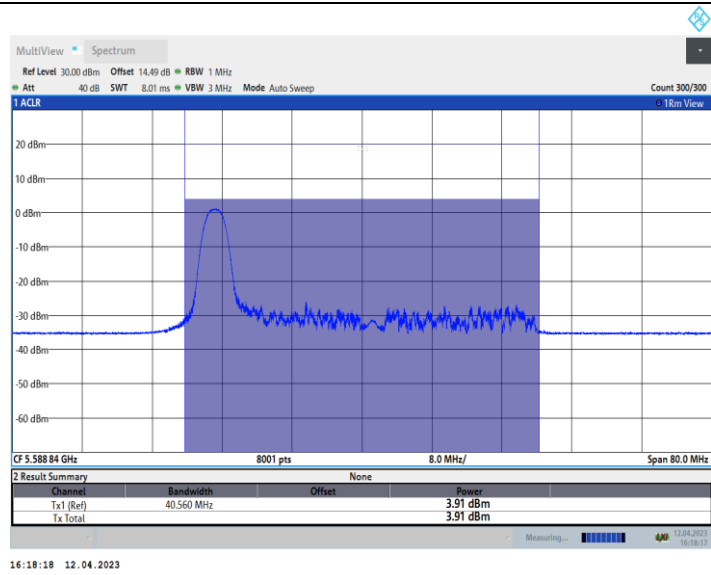 MultiView Spectrum
Ref Level 30.00 dBm Offset 14.49 dB RBW 1 MHz
Att 40 dB SWT 8.01 ms VBW 3 MHz Mode Auto Sweep Count 300/300
1 ACLR 1Rm View
20 dBm
10 dBm
0 dBm
-10 dBm
-20 dBm
-30 dBm
-40 dBm
-50 dBm
-60 dBm
CF 5.588 84 GHz 8001 pts 8.0 MHz/ Span 80.0 MHz
2 Result Summary None
Channel Bandwidth Offset Power
Tx1 (Ref) 40.560 MHz 3.91 dBm
Tx Total 3.91 dBm
Measuring... 12.04.2023
16:18:17
16:18:18 12.04.2023